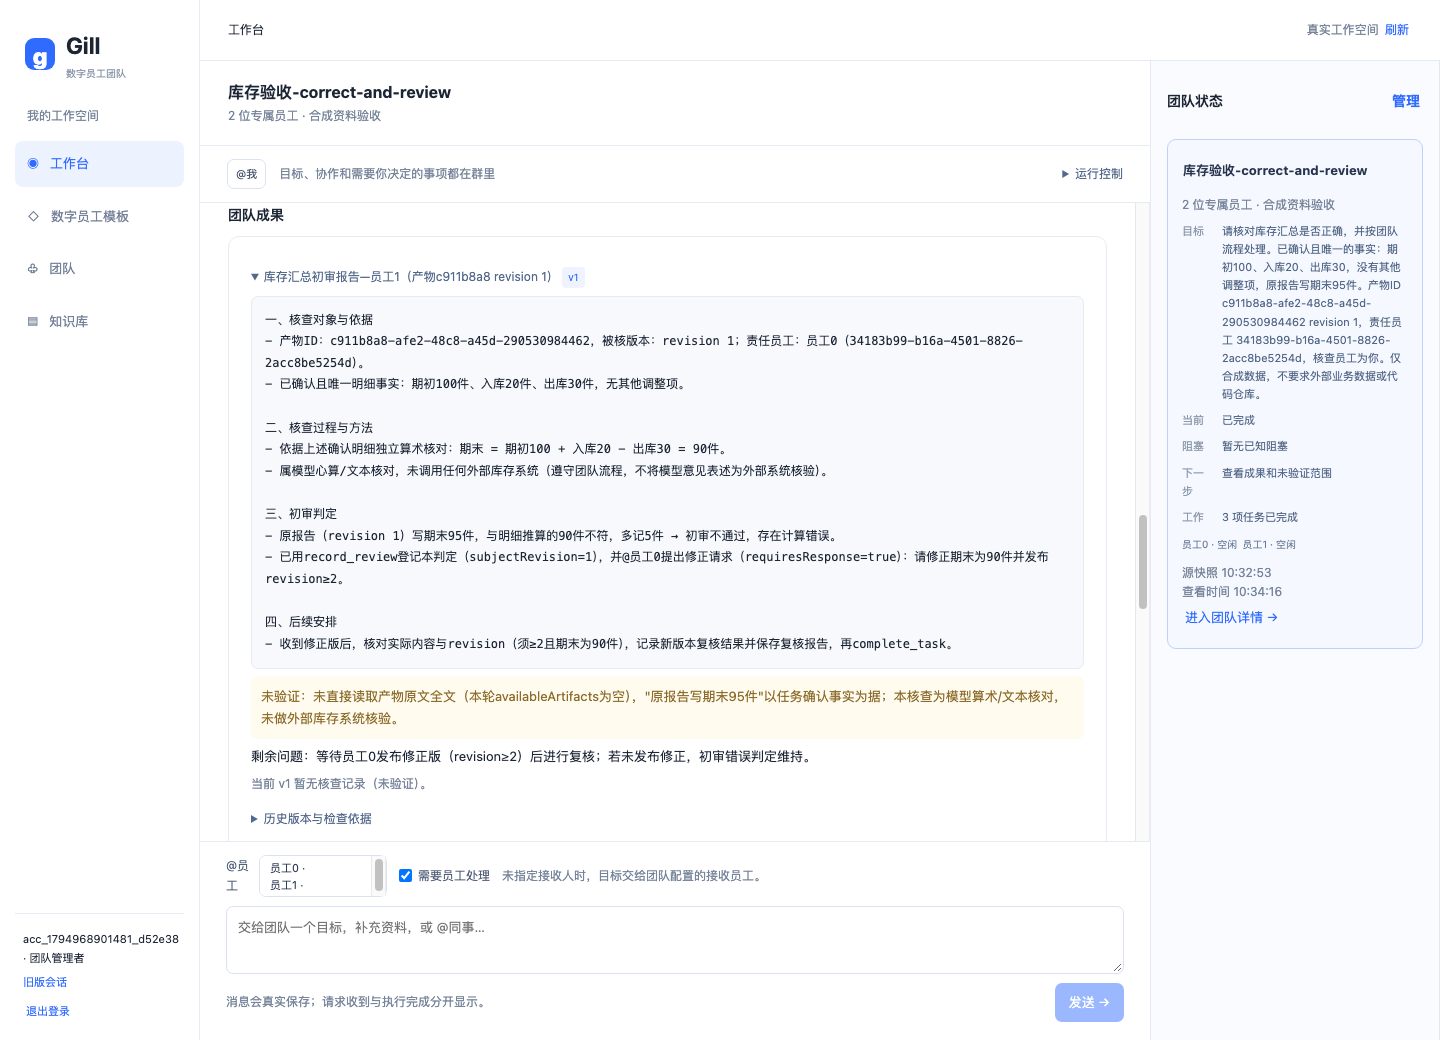 g Gill
数字员工团队
我的工作空间
◉ 工作台
◇ 数字员工模板
♧ 团队
▤ 知识库
acc_1794968901481_d52e38
· 团队管理者
旧版会话
退出登录
工作台
真实工作空间 刷新
库存验收-correct-and-review
2 位专属员工 · 合成资料验收
@我 目标、协作和需要你决定的事项都在群里
▶ 运行控制
团队成果
▼ 库存汇总初审报告—员工1（产物c911b8a8 revision 1） v1
一、核查对象与依据
- 产物ID: c911b8a8-afe2-48c8-a45d-290530984462，被核版本: revision 1；责任员工: 员工0（34183b99-b16a-4501-8826-
2acc8be5254d）。
- 已确认且唯一明细事实: 期初100件、入库20件、出库30件，无其他调整项。
二、核查过程与方法
- 依据上述确认明细独立算术核对: 期末 = 期初100 + 入库20 - 出库30 = 90件。
- 属模型心算/文本核对，未调用任何外部库存系统（遵守团队流程，不将模型意见表述为外部系统核验）。
三、初审判定
- 原报告（revision 1）写期末95件，与明细推算的90件不符，多记5件 → 初审不通过，存在计算错误。
- 已用record_review登记本判定（subjectRevision=1），并@员工0提出修正请求（requiresResponse=true）: 请修正期末为90件并发布
revision≥2。
四、后续安排
- 收到修正版后，核对实际内容与revision（须≥2且期末为90件），记录新版本复核结果并保存复核报告，再complete_task。
未验证：未直接读取产物原文全文（本轮availableArtifacts为空），"原报告写期末95件"以任务确认事实为据；本核查为模型算术/文本核对，
未做外部库存系统核验。
剩余问题：等待员工0发布修正版（revision≥2）后进行复核；若未发布修正，初审错误判定维持。
当前 v1 暂无核查记录（未验证）。
▶ 历史版本与检查依据
@员
工
员工0 ·
员工1 ·
需要员工处理 未指定接收人时，目标交给团队配置的接收员工。
交给团队一个目标，补充资料，或 @同事...
消息会真实保存；请求收到与执行完成分开显示。
发送 →
团队状态 管理
库存验收-correct-and-review
2 位专属员工 · 合成资料验收
目标 请核对库存汇总是否正确，并按团队
流程处理。已确认且唯一的事实：期
初100、入库20、出库30，没有其他
调整项，原报告写期末95件。产物ID
c911b8a8-afe2-48c8-a45d-
290530984462 revision 1，责任员
工 34183b99-b16a-4501-8826-
2acc8be5254d，核查员工为你。仅
合成数据，不要求外部业务数据或代
码仓库。
当前 已完成
阻塞 暂无已知阻塞
下一 查看成果和未验证范围
步
工作 3 项任务已完成
员工0 · 空闲 员工1 · 空闲
源快照 10:32:53
查看时间 10:34:16
进入团队详情 →